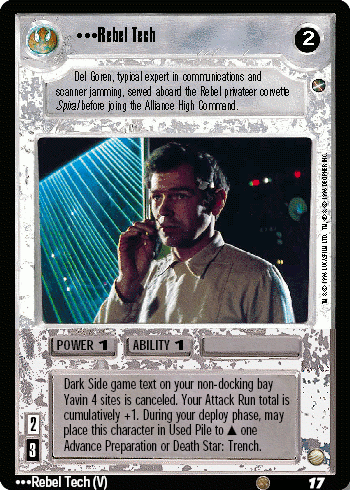 •••Rebel Tech
2
Del Goren, typical expert in communications and
scanner jamming, served aboard the Rebel privateer corvette
Spiral before joing the Alliance High Command.
POWER 1
ABILITY 1
Dark Side game text on your non-docking bay
Yavin 4 sites is canceled. Your Attack Run total is
cumulatively +1. During your deploy phase, may
place this character in Used Pile to ▲ one
Advance Preparation or Death Star: Trench.
2
3
•••Rebel Tech (V)
17